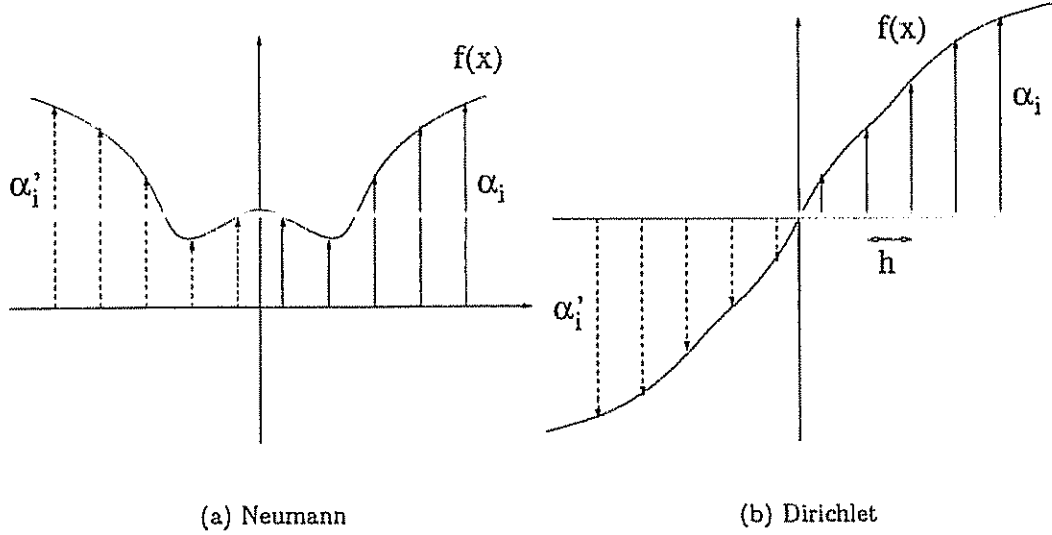 f(x)
α'i
αi
(a) Neumann
f(x)
αi
h
α'i
(b) Dirichlet